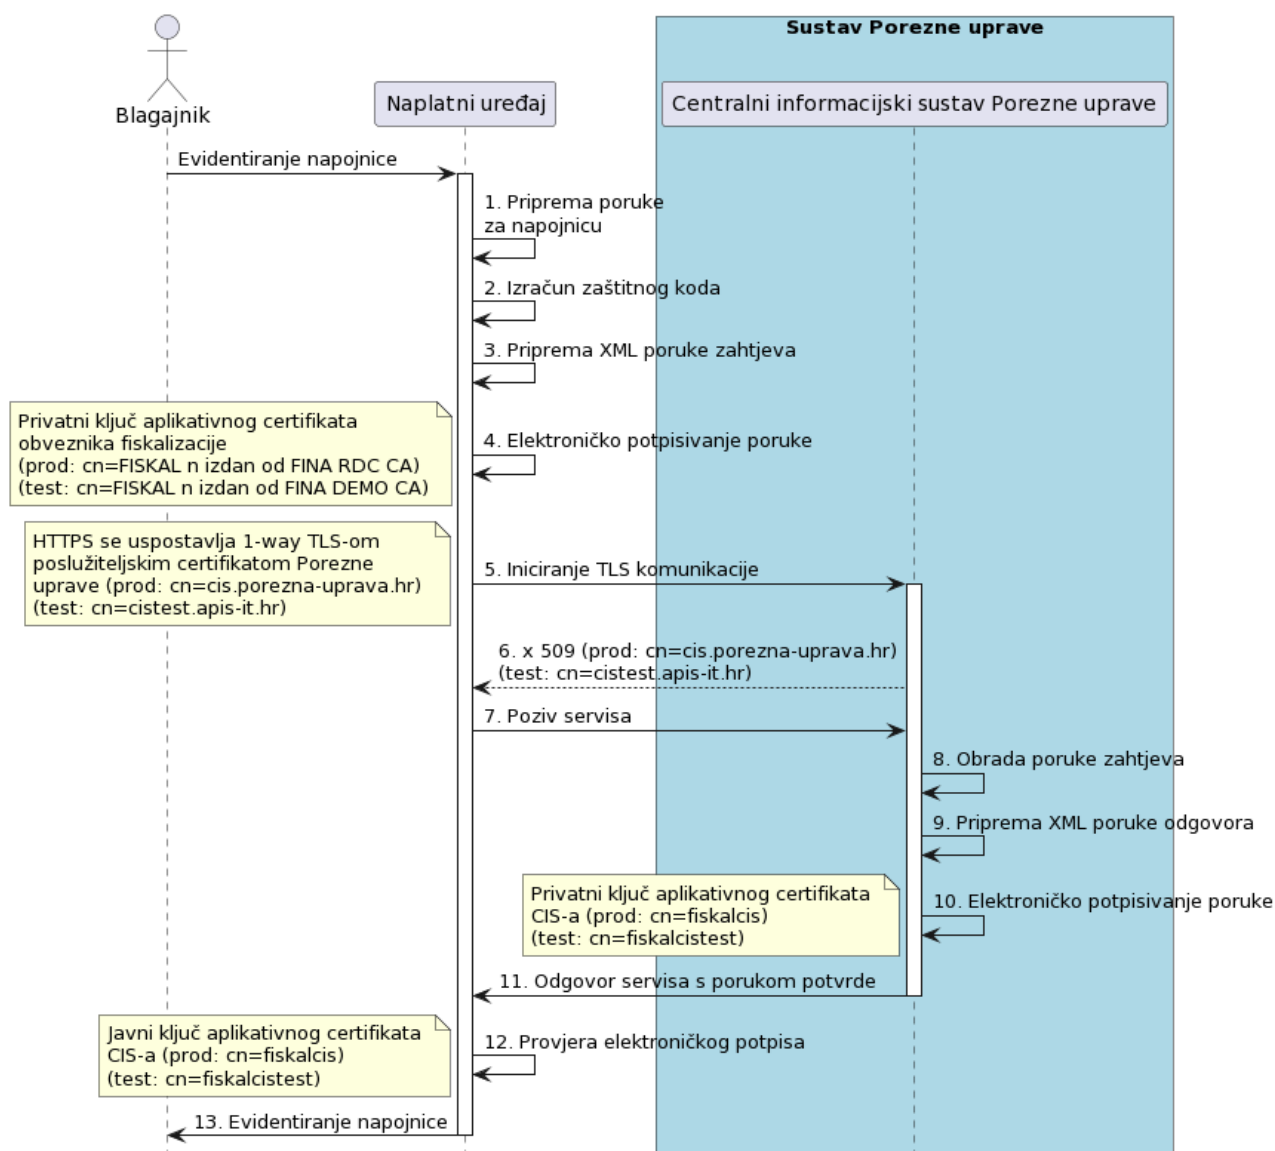 Sustav Porezne uprave
Blagajnik
Naplatni uređaj
Centralni informacijski sustav Porezne uprave
Evidentiranje napojnice
1. Priprema poruke
za napojnicu
2. Izračun zaštitnog koda
3. Priprema XML poruke zahtjeva
Privatni ključ aplikativnog certifikata
obveznika fiskalizacije
(prod: cn=FISKAL n izdan od FINA RDC CA)
(test: cn=FISKAL n izdan od FINA DEMO CA)
4. Elektroničko potpisivanje poruke
HTTPS se uspostavlja 1-way TLS-om
poslužiteljskim certifikatom Porezne
uprave (prod: cn=cis.porezna-uprava.hr)
(test: cn=cistest.apis-it.hr)
5. Iniciranje TLS komunikacije
6. x 509 (prod: cn=cis.porezna-uprava.hr)
(test: cn=cistest.apis-it.hr)
7. Poziv servisa
8. Obrada poruke zahtjeva
9. Priprema XML poruke odgovora
Privatni ključ aplikativnog certifikata
CIS-a (prod: cn=fiskalcis)
(test: cn=fiskalcistest)
10. Elektroničko potpisivanje poruke
11. Odgovor servisa s porukom potvrde
Javni ključ aplikativnog certifikata
CIS-a (prod: cn=fiskalcis)
(test: cn=fiskalcistest)
12. Provjera elektroničkog potpisa
13. Evidentiranje napojnice